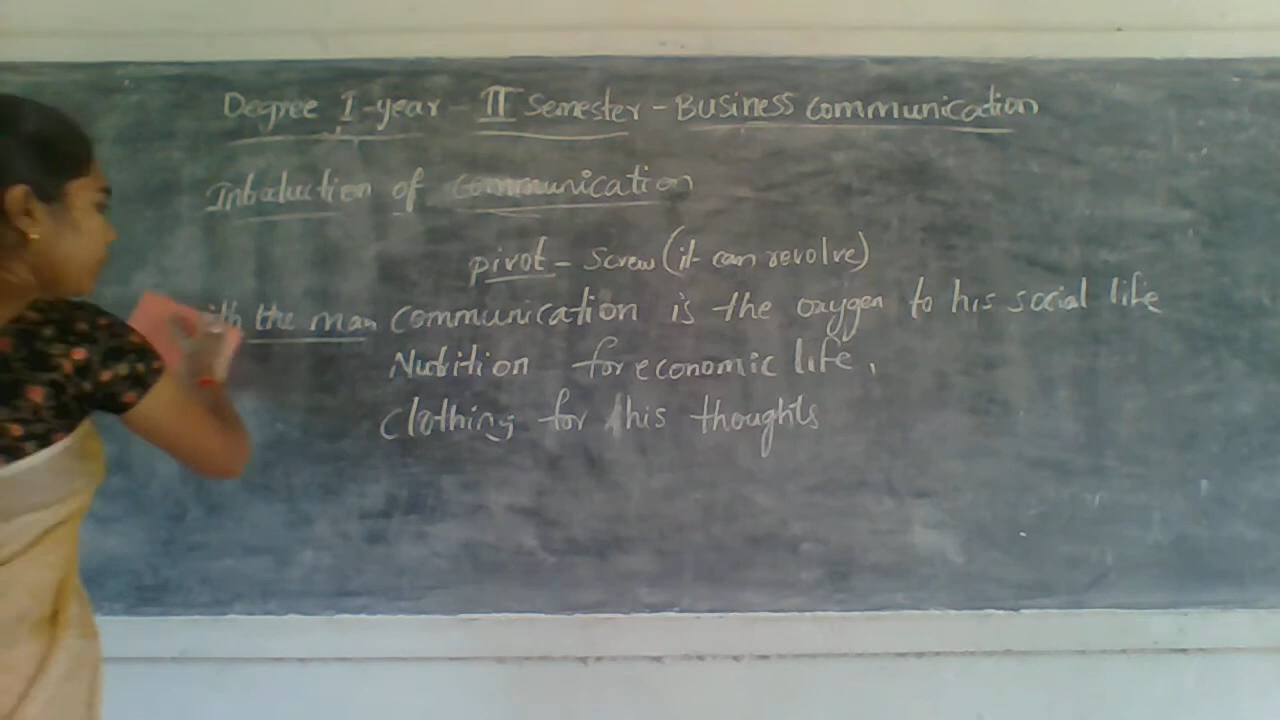 Degree I-year - II Semester - Business communication
Introduction of communication
pivot - Screw (it can revolve)
the man communication is the oxygen to his social life
Nutrition for economic life,
Clothing for his thoughts